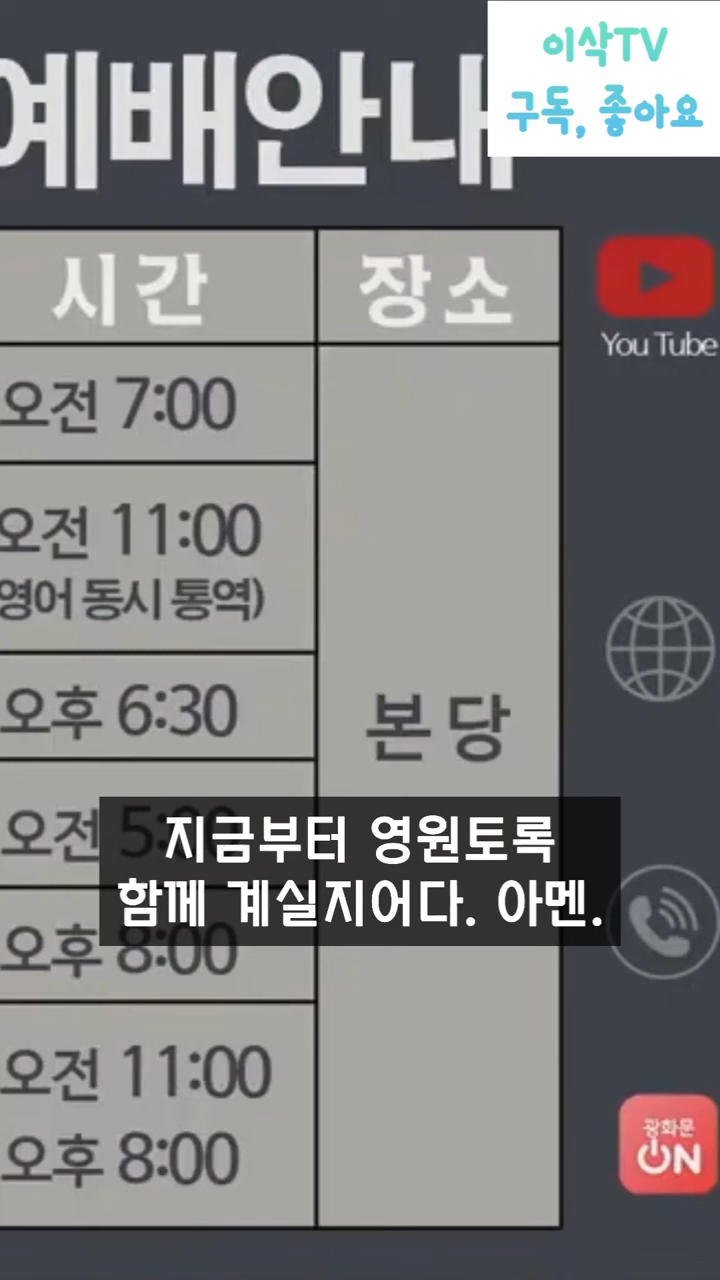 이삭TV
구독, 좋아요
예배안내
시간 장소
You Tube
오전 7:00
오전 11:00
영어 동시 통역)
오후 6:30
본당
오전 5:00
지금부터 영원토록
함께 계실지어다. 아멘.
오후 8:00
오전 11:00
오후 8:00
광화문
ON